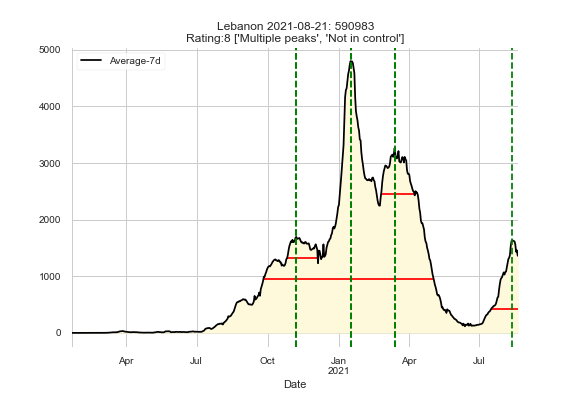 Lebanon 2021-08-21: 590983
Rating:8 ['Multiple peaks', 'Not in control']
Average-7d
5000
4000
3000
2000
1000
0
Apr Jul Oct Jan Apr Jul
2021
Date